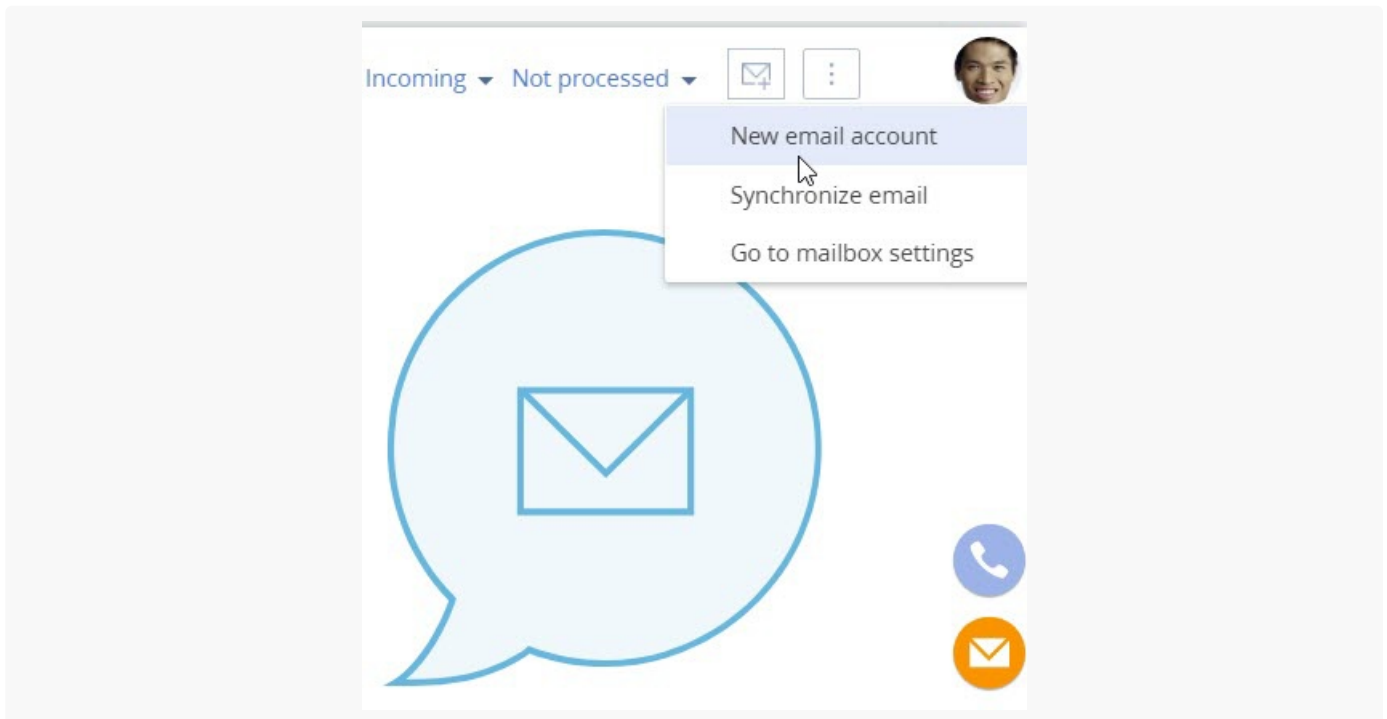 Incoming Not processed
New email account
Synchronize email
Go to mailbox settings